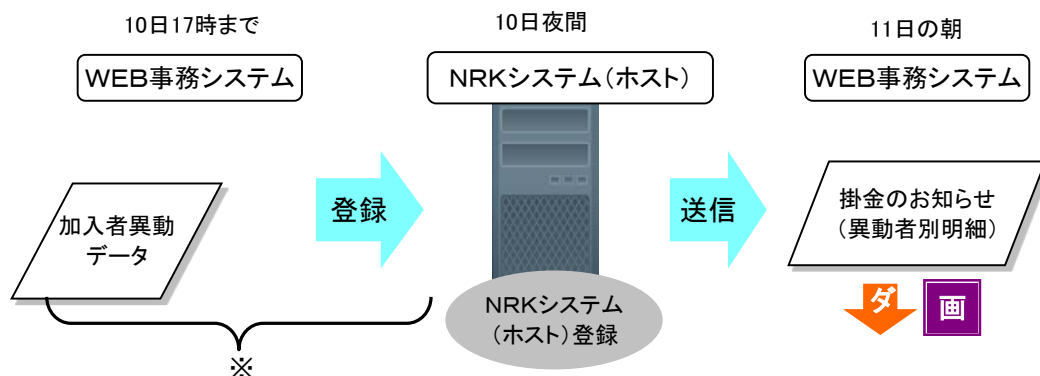 10日17時まで
10日夜間
11日の朝
WEB事務システム
NRKシステム(ホスト)
WEB事務システム
加入者異動
データ
登録
送信
掛金のお知らせ
(異動者別明細)
NRKシステム
(ホスト)登録
ダ
画
※